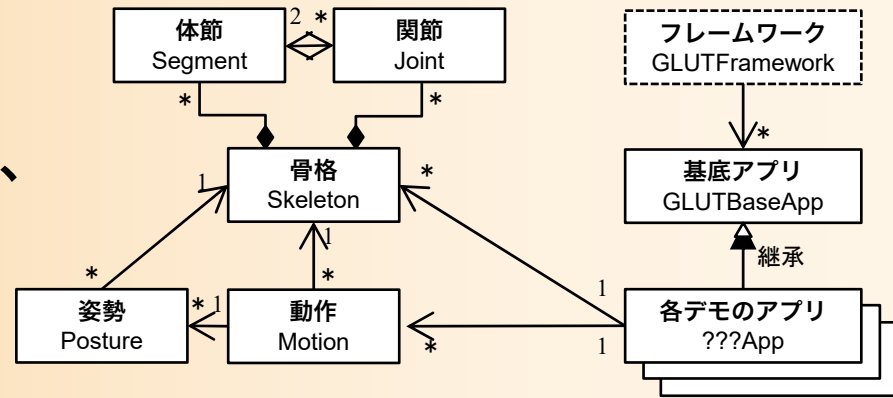 体節
Segment
2
*
関節
Joint
フレームワーク
GLUTFramework
*
*
*
骨格
Skeleton
1
*
基底アプリ
GLUTBaseApp
1
継承
*
*
1
姿勢
Posture
*
1
動作
Motion
*
1
各デモのアプリ
???App
、